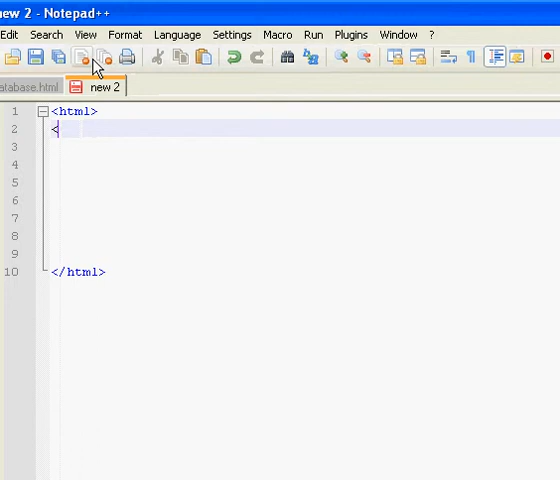 new 2 - Notepad++
Edit Search View Format Language Settings Macro Run Plugins Window ?
atabase.html new 2
1 <html>
2 <
3
4
5
6
7
8
9
10 </html>